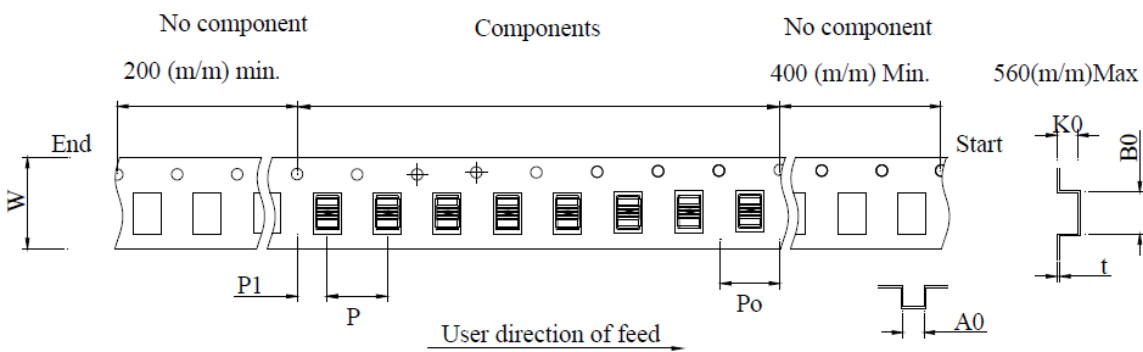 No component Components No component
200 (m/m) min. 400 (m/m) Min. 560(m/m)Max
End Start K0 B0
W
P1 P Po t
A0
User direction of feed